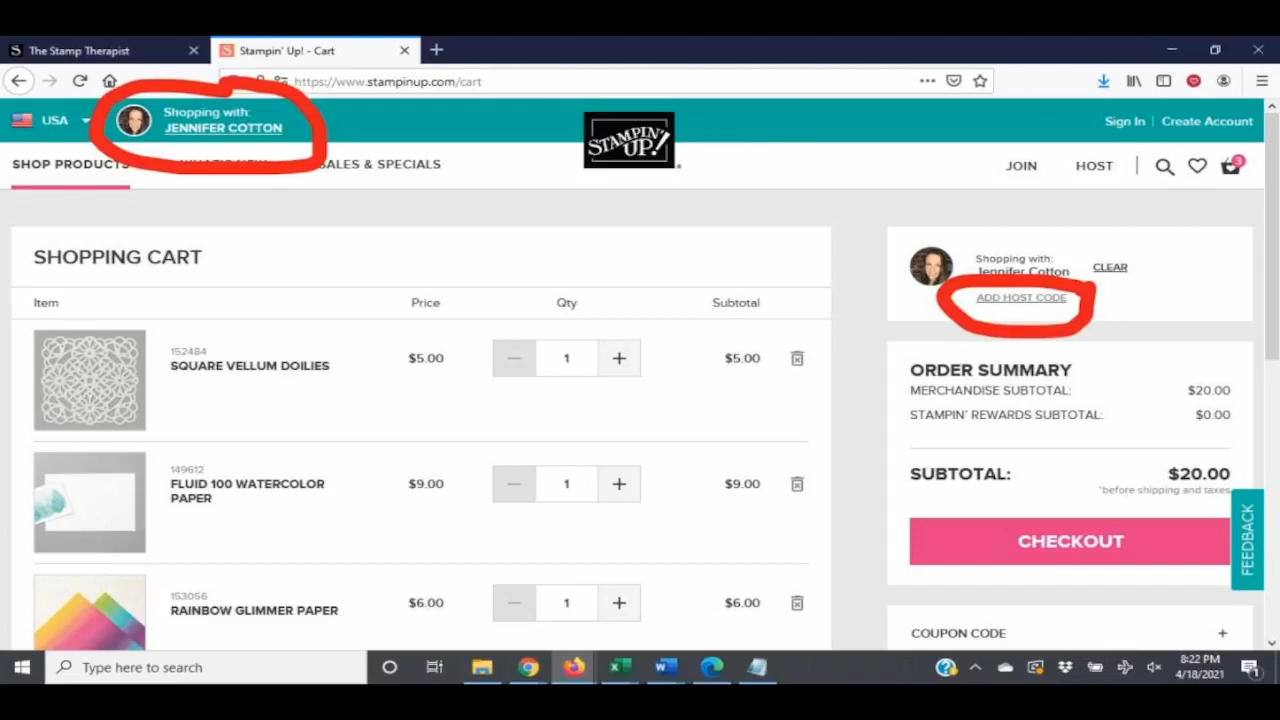 The Stamp Therapist
Stampin' Up! - Cart
https://www.stampinup.com/cart
USA
Shopping with:
JENNIFER COTTON
STAMPIN' UP!
Sign In | Create Account
SHOP PRODUCTS
SALES & SPECIALS
JOIN
HOST
3
SHOPPING CART
Shopping with:
Jennifer Cotton
CLEAR
ADD HOST CODE
Item Price Qty Subtotal
152484
SQUARE VELLUM DOILIES
$5.00 1 + $5.00
149612
FLUID 100 WATERCOLOR
PAPER
$9.00 1 + $9.00
153056
RAINBOW GLIMMER PAPER
$6.00 1 + $6.00
ORDER SUMMARY
MERCHANDISE SUBTOTAL: $20.00
STAMPIN' REWARDS SUBTOTAL: $0.00
SUBTOTAL: $20.00
*before shipping and taxes
CHECKOUT
FEEDBACK
COUPON CODE +
Type here to search
8:22 PM
4/18/2021
1